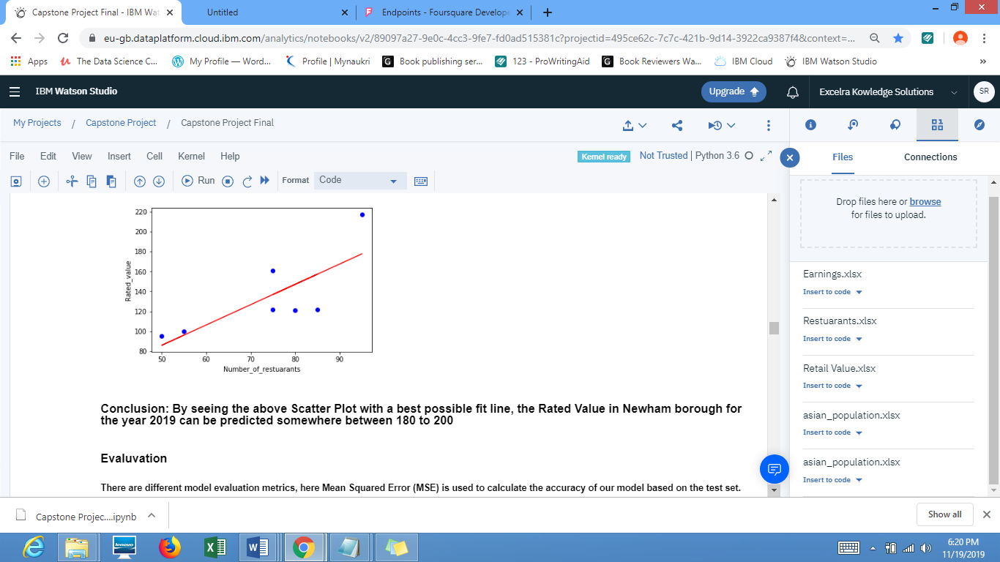 Capstone Project Final - IBM Wat
Untitled
Endpoints - Foursquare Develope
eu-gb.dataplatform.cloud.ibm.com/analytics/notebooks/v2/89097a27-9e0c-4cc3-9fe7-fd0ad515381c?projectid=495ce62c-7c7c-421b-9d14-3922ca9387f4&context=...
Apps
The Data Science C...
My Profile — Word...
Profile | Mynaukri
Book publishing ser...
123 - ProWritingAid
Book Reviewers Wa...
IBM Cloud
IBM Watson Studio
IBM Watson Studio
Upgrade
Excelra Kowledge Solutions
SR
My Projects / Capstone Project / Capstone Project Final
File Edit View Insert Cell Kernel Help
Kernel ready
Not Trusted | Python 3.6
Run
Format
Code
220
200
180
160
140
120
100
80
Rated_value
50 60 70 80 90
Number_of_restuarants
Conclusion: By seeing the above Scatter Plot with a best possible fit line, the Rated Value in Newham borough for
the year 2019 can be predicted somewhere between 180 to 200
Evaluvation
There are different model evaluation metrics, here Mean Squared Error (MSE) is used to calculate the accuracy of our model based on the test set.
Files
Connections
Drop files here or browse
for files to upload.
Earnings.xlsx
Insert to code
Restuarants.xlsx
Insert to code
Retail Value.xlsx
Insert to code
asian_population.xlsx
Insert to code
asian_population.xlsx
Insert to code
Capstone Projec....ipynb
Show all
lenovo
6:20 PM
11/19/2019